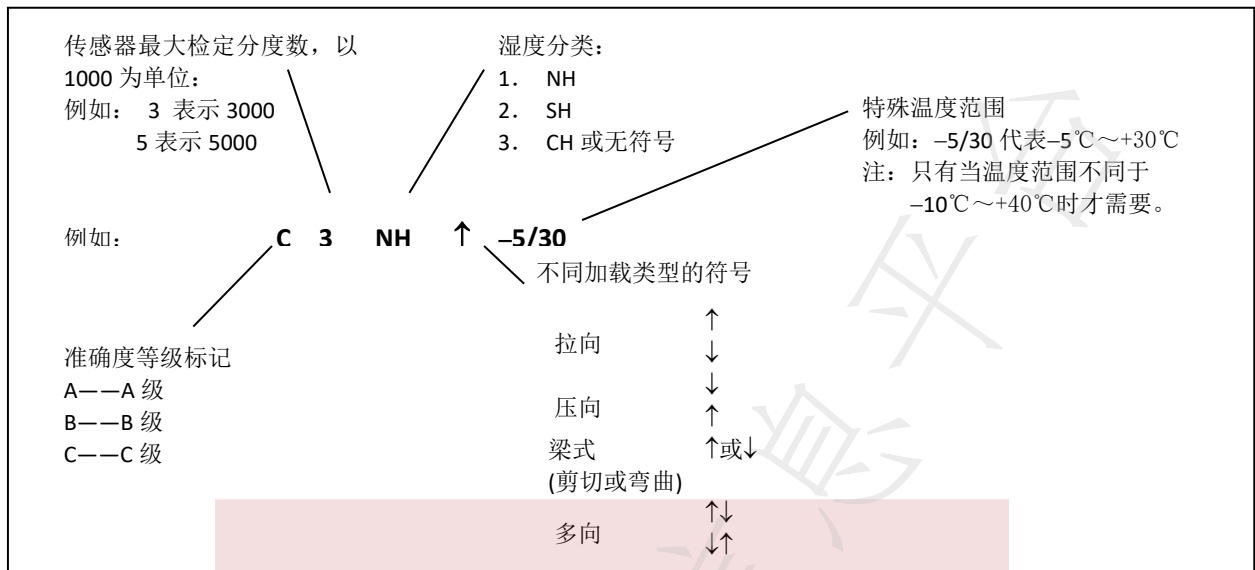 传感器最大检定分度数，以
1000 为单位：
例如： 3 表示 3000
5 表示 5000
湿度分类：
1. NH
2. SH
3. CH 或无符号
特殊温度范围
例如：–5/30 代表–5℃～+30℃
注：只有当温度范围不同于
–10℃～+40℃时才需要。
例如： C 3 NH ↑ –5/30
不同加载类型的符号
准确度等级标记
A——A 级
B——B 级
C——C 级
↑
拉向
↓
↓
压向
↑
梁式 ↑或↓
(剪切或弯曲)
↑↓
多向
↓↑